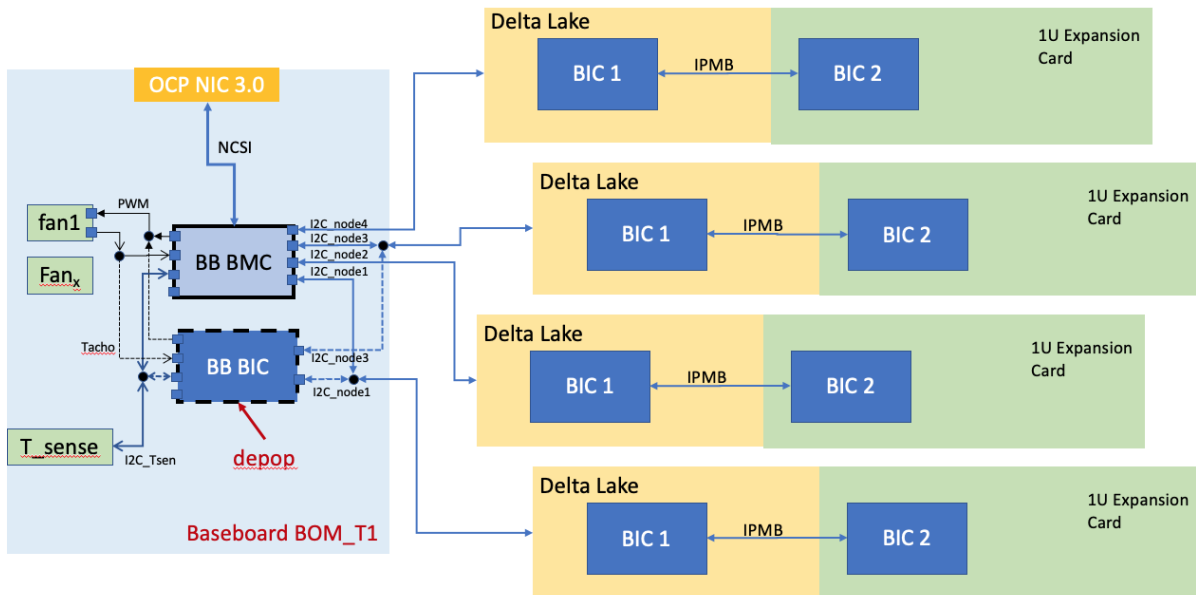 Delta Lake
1U Expansion
Card
BIC 1
IPMB
BIC 2
OCP NIC 3.0
NCSI
PWM
fan1
Fanx
BB BMC
I2C_node4
I2C_node3
I2C_node2
I2C_node1
Delta Lake
1U Expansion
Card
BIC 1
IPMB
BIC 2
Tacho
BB BIC
I2C_node3
I2C_node1
Delta Lake
1U Expansion
Card
BIC 1
IPMB
BIC 2
T_sense
I2C_Tsen
depop
Baseboard BOM_T1
Delta Lake
1U Expansion
Card
BIC 1
IPMB
BIC 2